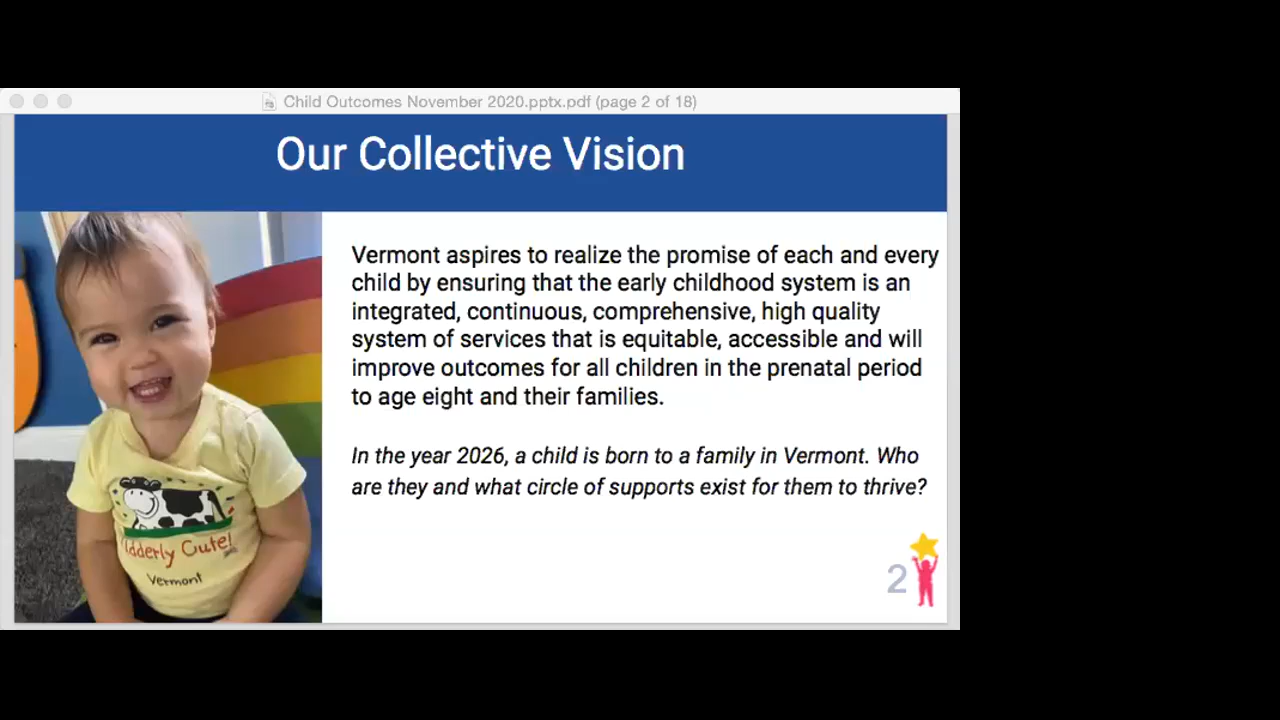 Child Outcomes November 2020.pptx.pdf (page 2 of 18)
Our Collective Vision
Vermont aspires to realize the promise of each and every
child by ensuring that the early childhood system is an
integrated, continuous, comprehensive, high quality
system of services that is equitable, accessible and will
improve outcomes for all children in the prenatal period
to age eight and their families.
In the year 2026, a child is born to a family in Vermont. Who
are they and what circle of supports exist for them to thrive?
Udderly Cute!
Vermont
2